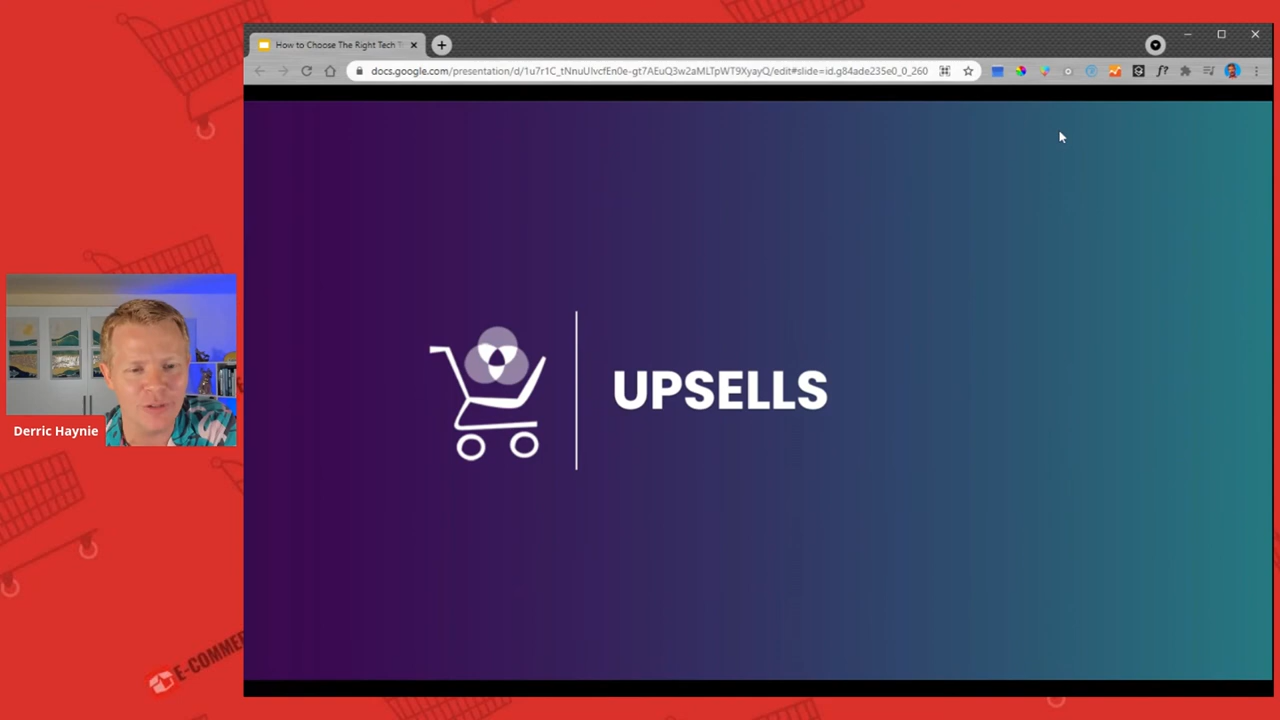 How to Choose The Right Tech
docs.google.com/presentation/d/1u7r1C_tNnuUlvcfEn0e-gt7AEuQ3w2aMLTpWT9XyayQ/edit#slide=id.g84ade235e0_0_260
f?
UPSELLS
Derric Haynie
E-COMMER